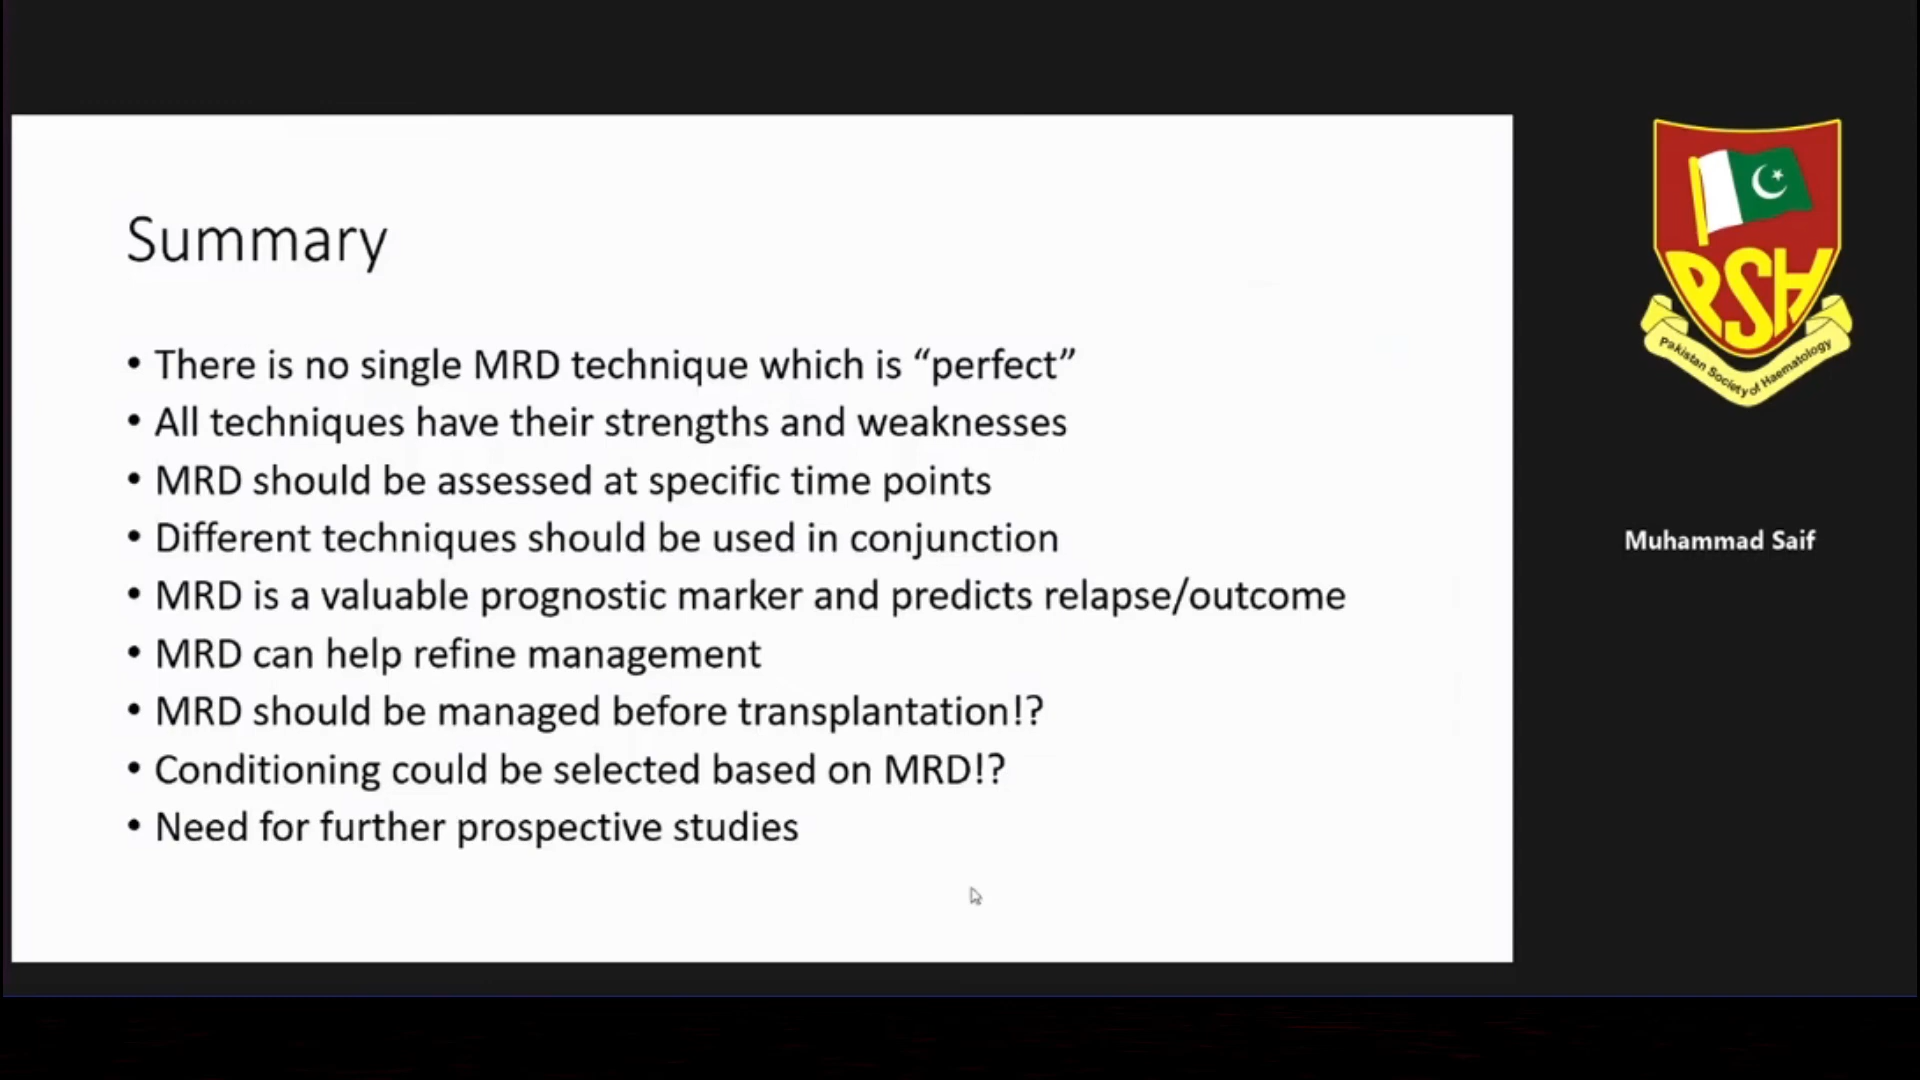 Summary
• There is no single MRD technique which is “perfect”
• All techniques have their strengths and weaknesses
• MRD should be assessed at specific time points
• Different techniques should be used in conjunction
• MRD is a valuable prognostic marker and predicts relapse/outcome
• MRD can help refine management
• MRD should be managed before transplantation!?
• Conditioning could be selected based on MRD!?
• Need for further prospective studies
PSH
Pakistan Society of Haematology
Muhammad Saif